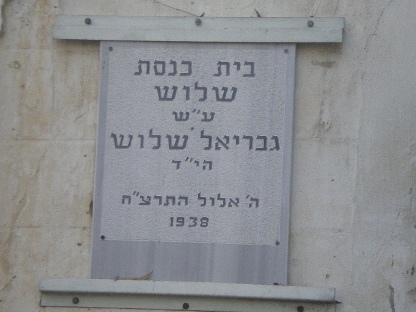 בית כנסת
שלוש
ע״ש
גבריאל שלוש
הי״ד
ה׳ אלול התרצ״ח
1938